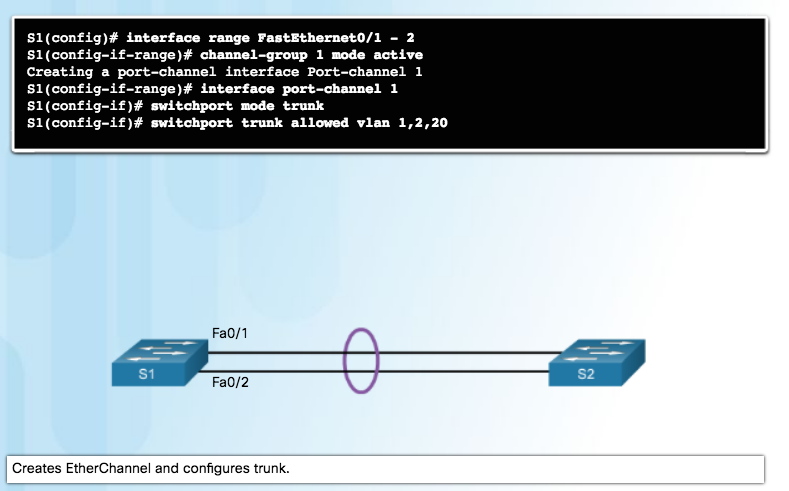 S1(config)# interface range FastEthernet0/1 - 2
S1(config-if-range)# channel-group 1 mode active
Creating a port-channel interface Port-channel 1
S1(config-if-range)# interface port-channel 1
S1(config-if)# switchport mode trunk
S1(config-if)# switchport trunk allowed vlan 1,2,20
Fa0/1
S1
S2
Fa0/2
Creates EtherChannel and configures trunk.